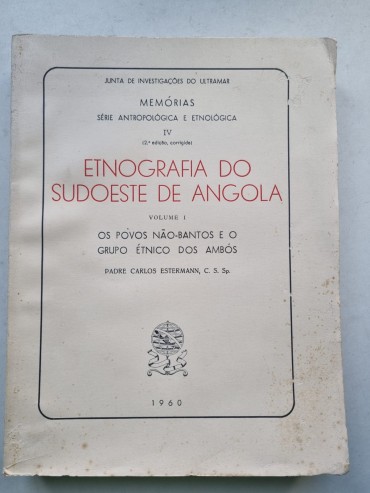 JUNTA DE INVESTIGAÇÕES DO ULTRAMAR
MEMÓRIAS
SÉRIE ANTROPOLÓGICA E ETNOLÓGICA
IV
(2.ª edição, corrigida)
ETNOGRAFIA DO
SUDOESTE DE ANGOLA
VOLUME I
OS POVOS NÃO-BANTOS E O
GRUPO ÉTNICO DOS AMBÓS
PADRE CARLOS ESTERMANN, C. S. Sp.
1960